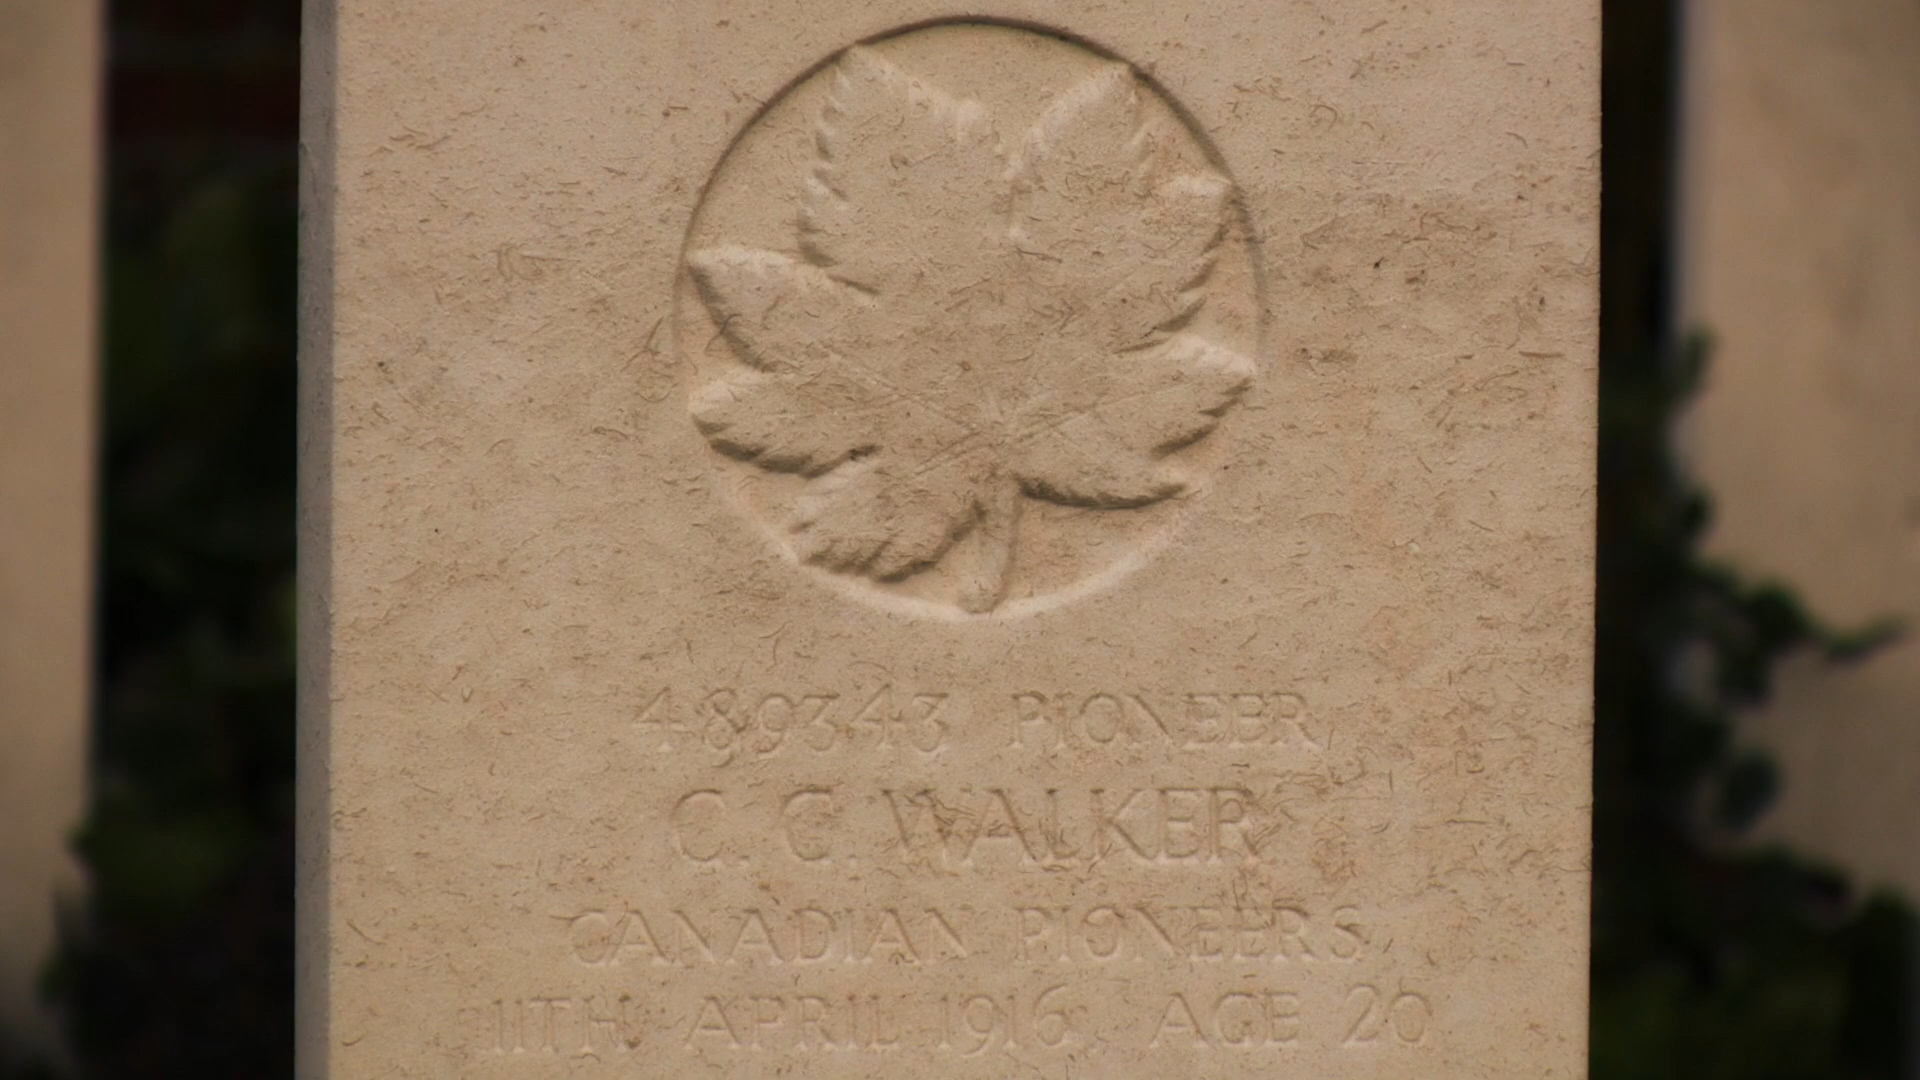 489343 PIONEER
C. C. WALKER
CANADIAN PIONEERS
11TH APRIL 1916 AGE 20